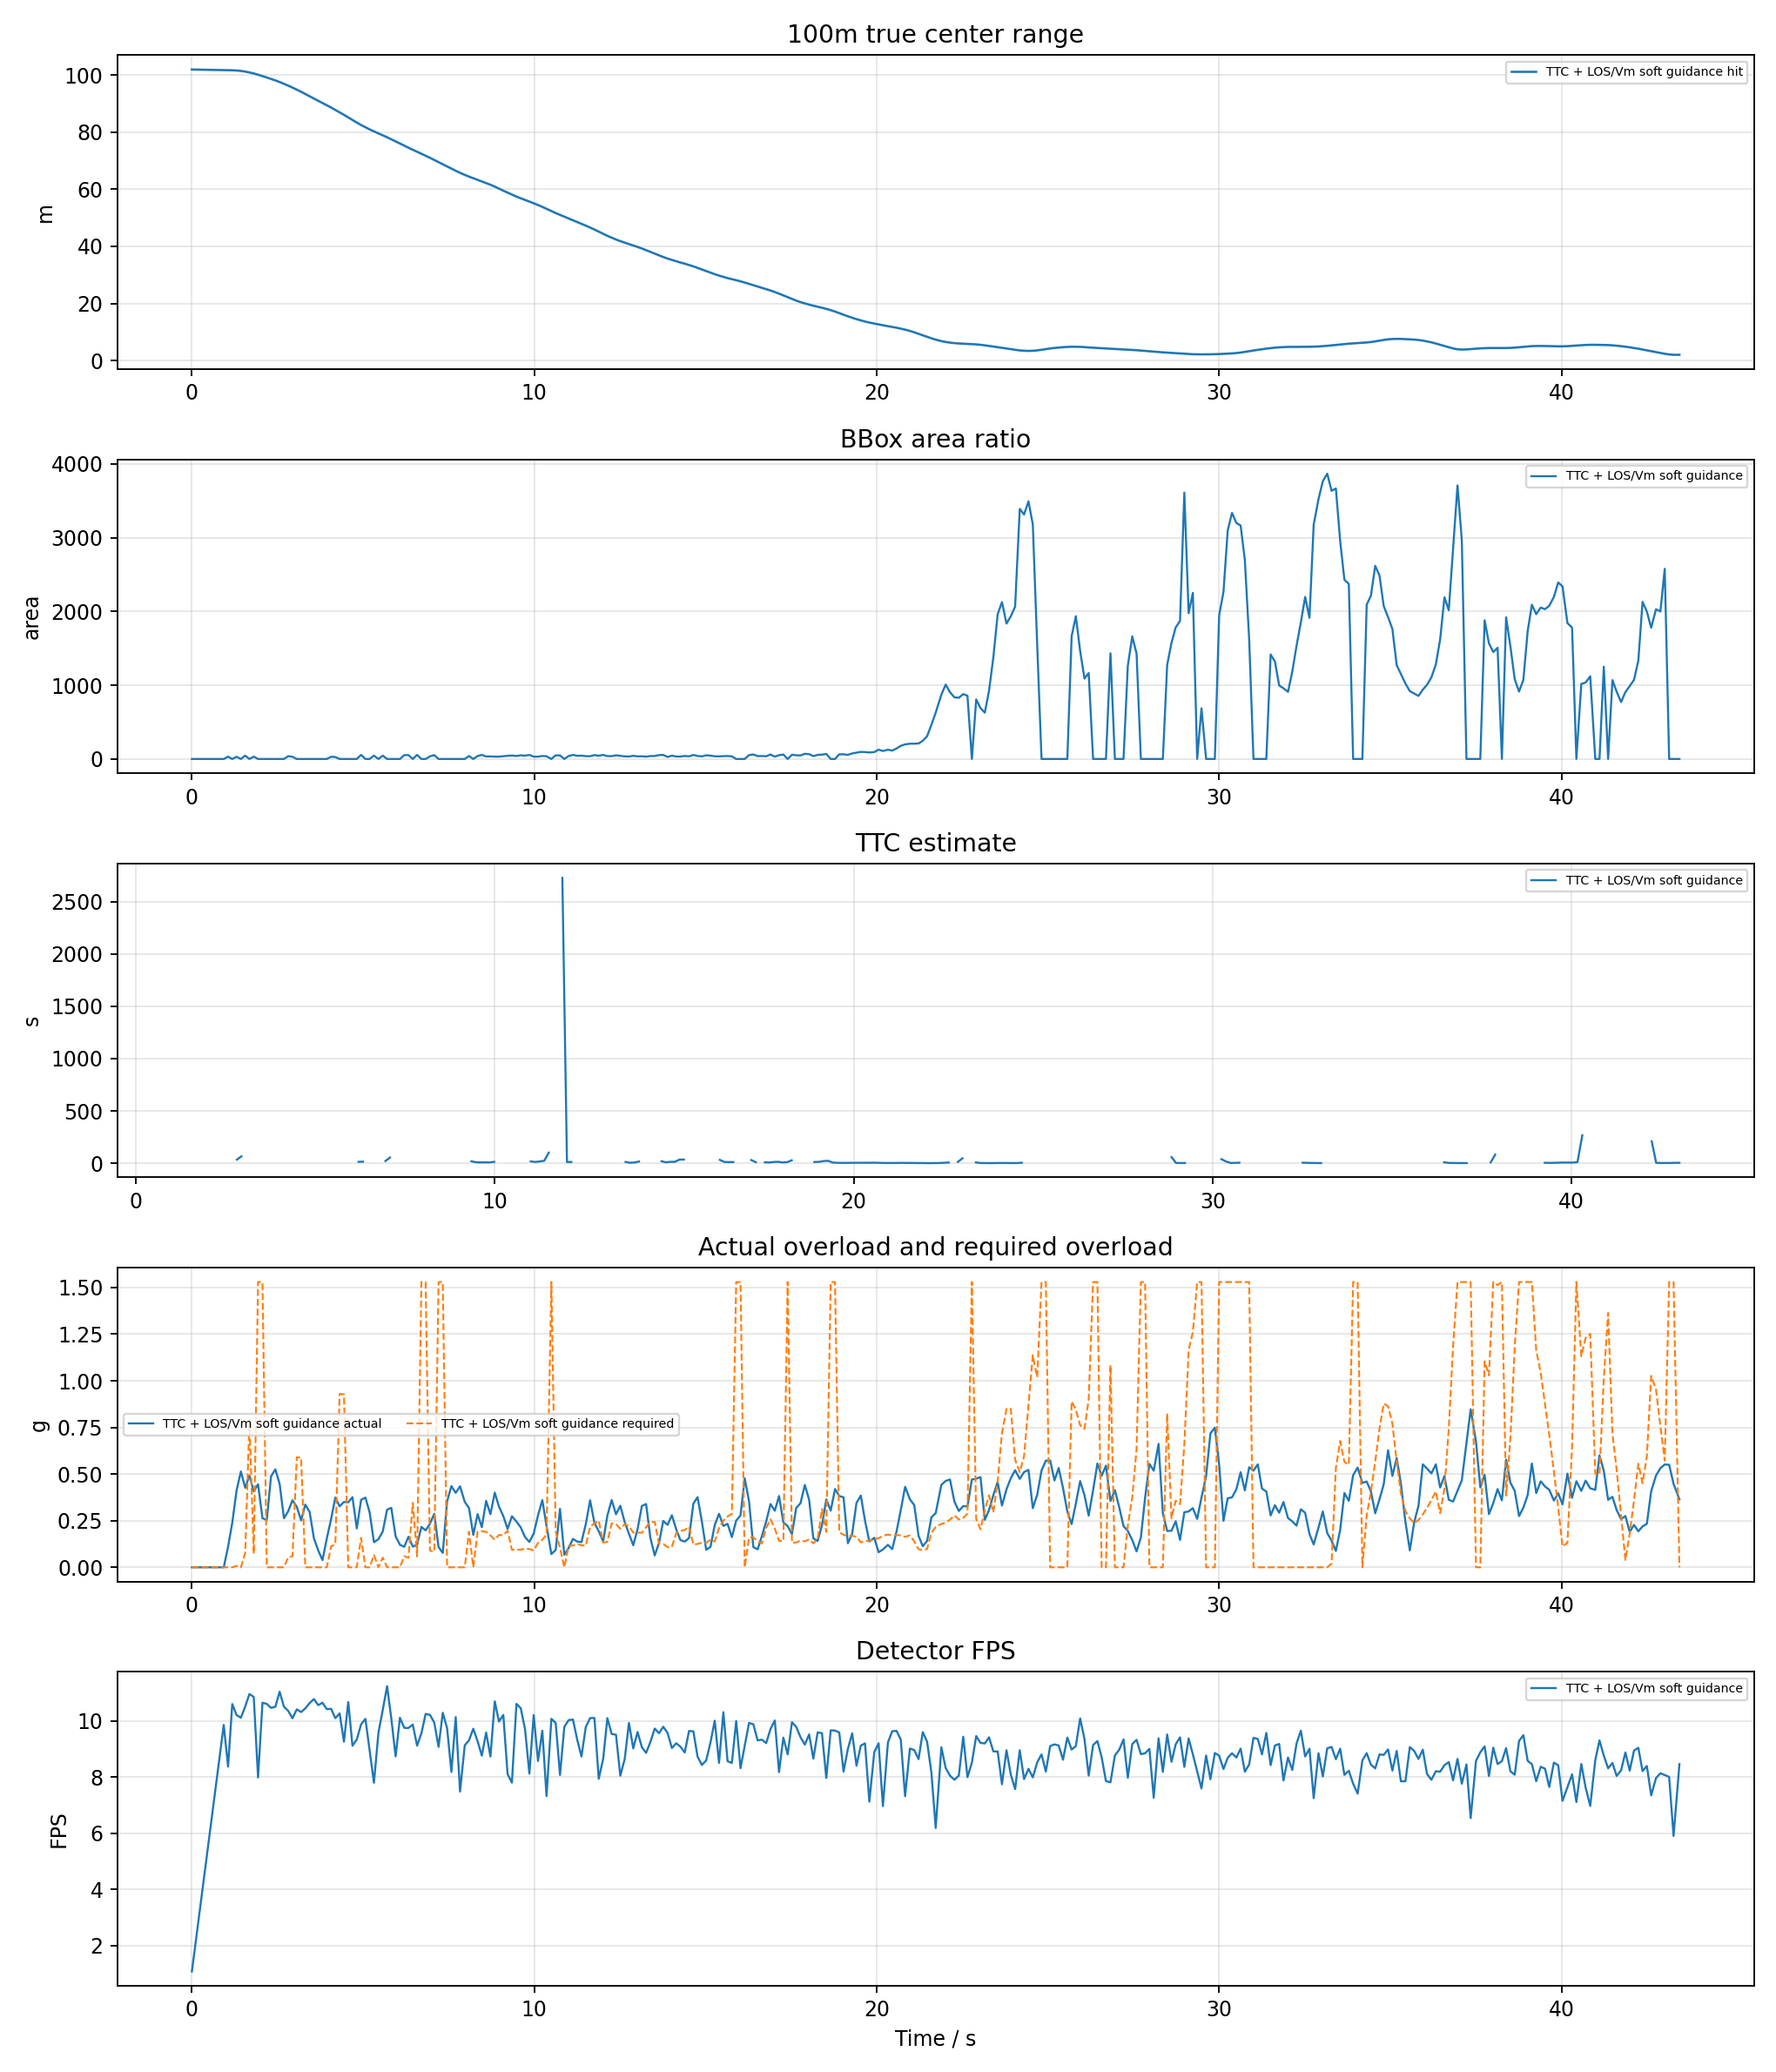 100m true center range
TTC + LOS/Vm soft guidance hit
100
80
60
40
20
0
m
0 10 20 30 40
BBox area ratio
TTC + LOS/Vm soft guidance
4000
3000
2000
1000
0
area
0 10 20 30 40
TTC estimate
TTC + LOS/Vm soft guidance
2500
2000
1500
1000
500
0
s
0 10 20 30 40
Actual overload and required overload
1.50
1.25
1.00
0.75
0.50
0.25
0.00
g
TTC + LOS/Vm soft guidance actual TTC + LOS/Vm soft guidance required
0 10 20 30 40
Detector FPS
TTC + LOS/Vm soft guidance
10
8
6
4
2
FPS
0 10 20 30 40
Time / s